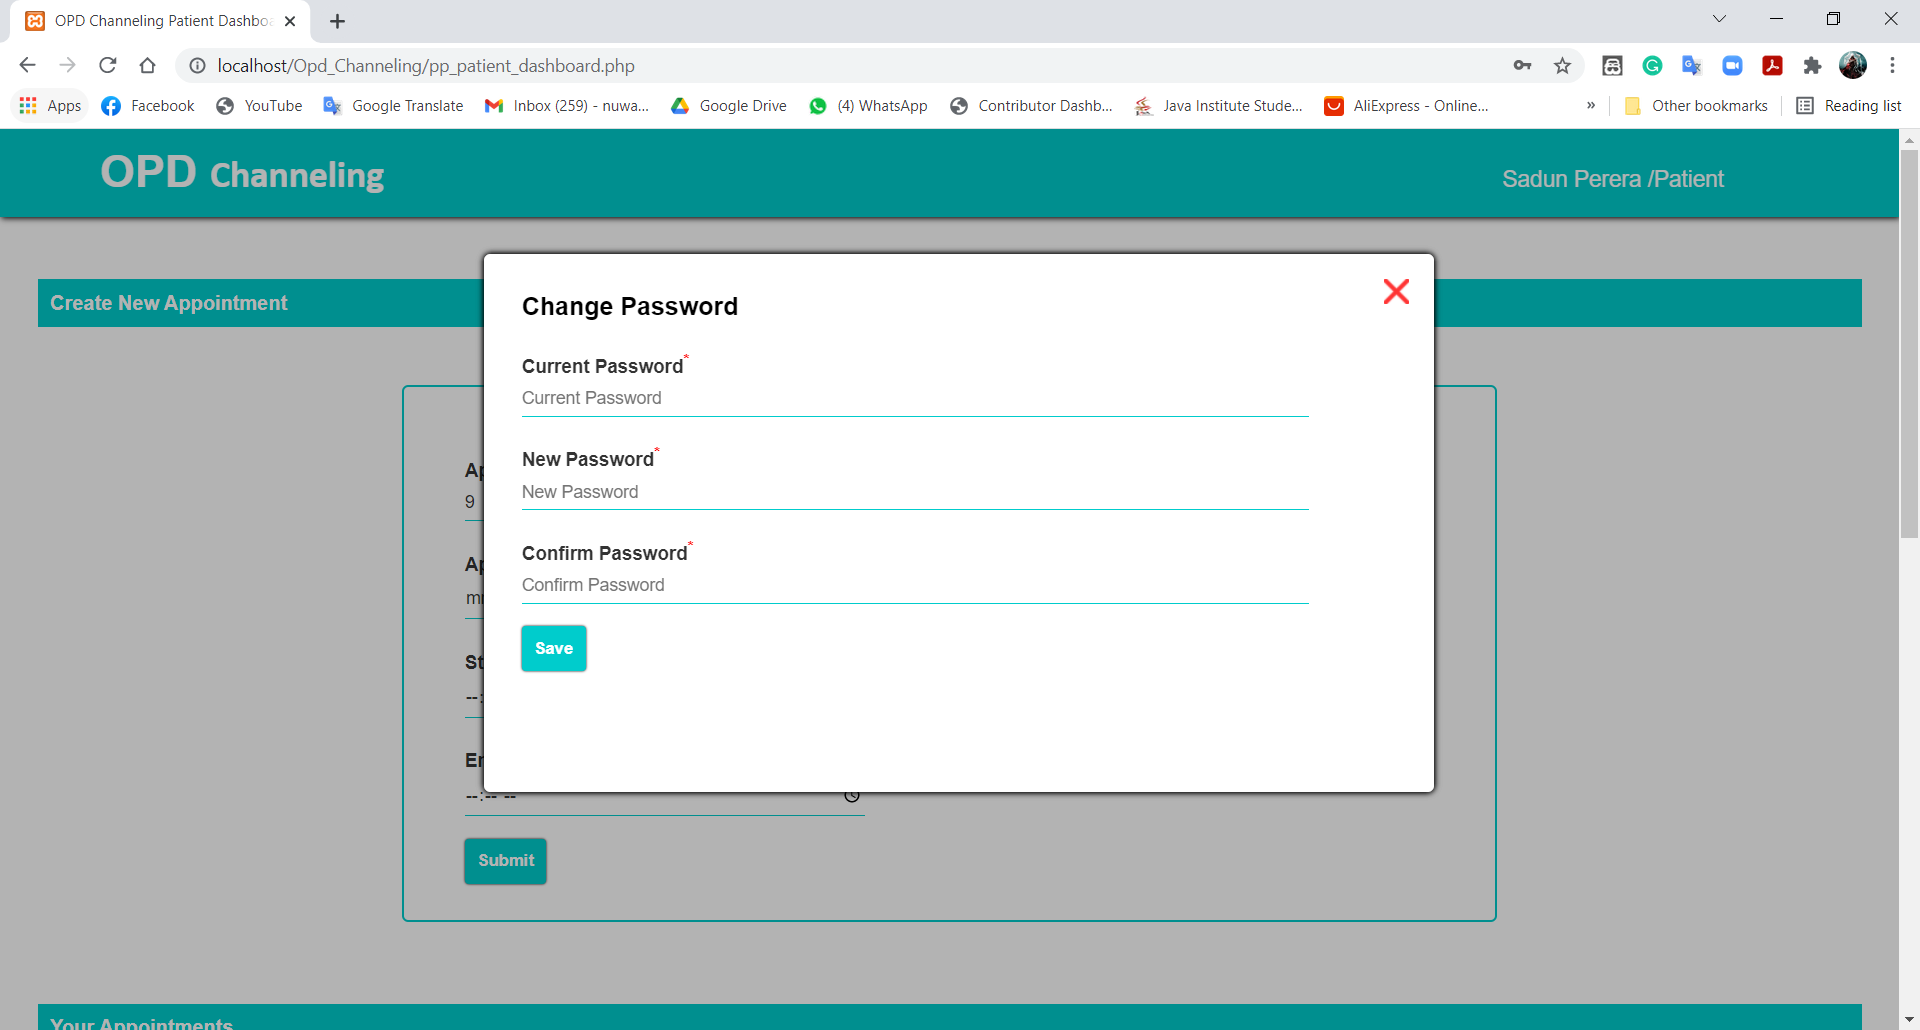 OPD Channeling Patient Dashbo
localhost/Opd_Channeling/pp_patient_dashboard.php
Apps Facebook YouTube Google Translate Inbox (259) - nuwa... Google Drive (4) WhatsApp Contributor Dashb... Java Institute Stude... AliExpress - Online... » Other bookmarks Reading list
OPD Channeling
Sadun Perera /Patient
Create New Appointment
Change Password
Current Password*
Current Password
New Password*
New Password
Confirm Password*
Confirm Password
Save
Ap
9
Ap
St
--:
--:-- --
Submit
Your Appointments